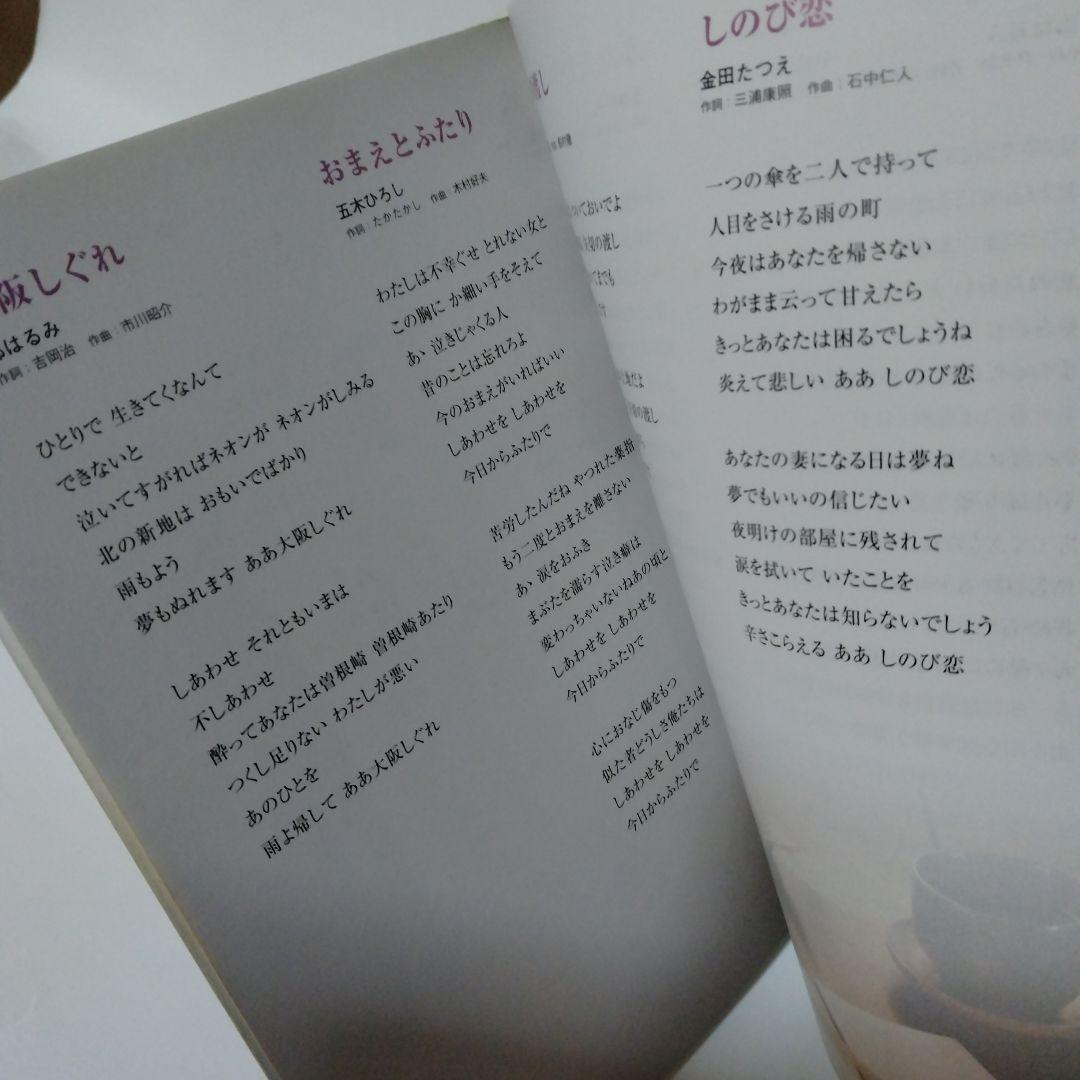 阪しぐれ
はるみ
作詞：吉岡治　作曲：市川昭介
ひとりで 生きてくなんて
できないと
泣いてすがればネオンが ネオンがしみる
北の新地は おもいでばかり
雨もよう
夢もぬれます ああ大阪しぐれ
しあわせ それともいまは
不しあわせ
酔ってあなたは曽根崎 曽根崎あたり
つくし足りない わたしが悪い
あのひとを
雨よ帰して ああ大阪しぐれ
おまえとふたり
五木ひろし
作詞：たかたかし　作曲：木村好夫
わたしは不幸ぐせ とれない女と
この胸に か細い手をそえて
あゝ 泣きじゃくる人
昔のことは忘れろよ
今のおまえがいればいい
しあわせを しあわせを
今日からふたりで
苦労したんだね やつれた薬指
もう二度とおまえを離さない
あゝ 涙をおふき
まぶたを濡らす泣き癖は
変わっちゃいないねあの頃と
しあわせを しあわせを
今日からふたりで
心におなじ傷をもつ
似た者どうしさ俺たちは
しあわせを しあわせを
今日からふたりで
し
ついておいでよ
の渡し
までも
だよ
の渡し
しのび恋
金田たつえ
作詞：三浦康照　作曲：石中仁人
一つの傘を二人で持って
人目をさける雨の町
今夜はあなたを帰さない
わがまま云って甘えたら
きっとあなたは困るでしょうね
炎えて悲しい ああ しのび恋
あなたの妻になる日は夢ね
夢でもいいの信じたい
夜明けの部屋に残されて
涙を拭いて いたことを
きっとあなたは知らないでしょう
辛さこらえる ああ しのび恋